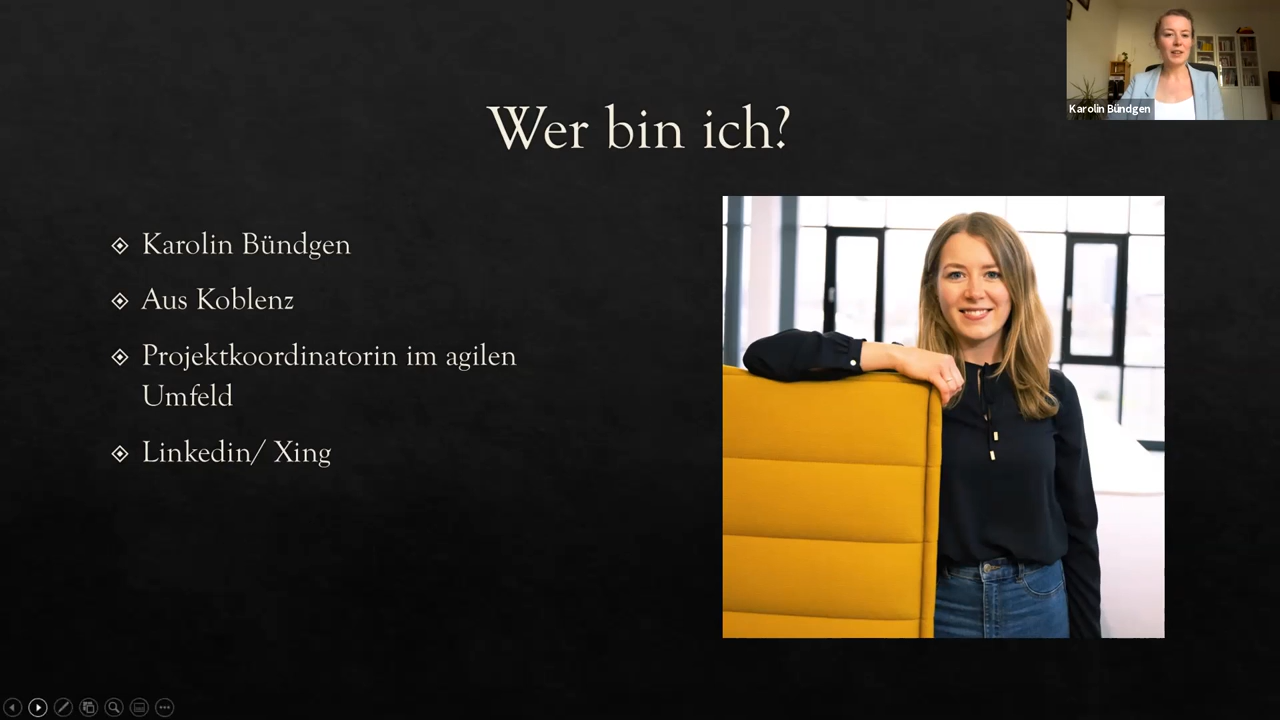 Karolin Bündgen
Wer bin ich?
Karolin Bündgen
Aus Koblenz
Projektkoordinatorin im agilen
Umfeld
Linkedin/ Xing